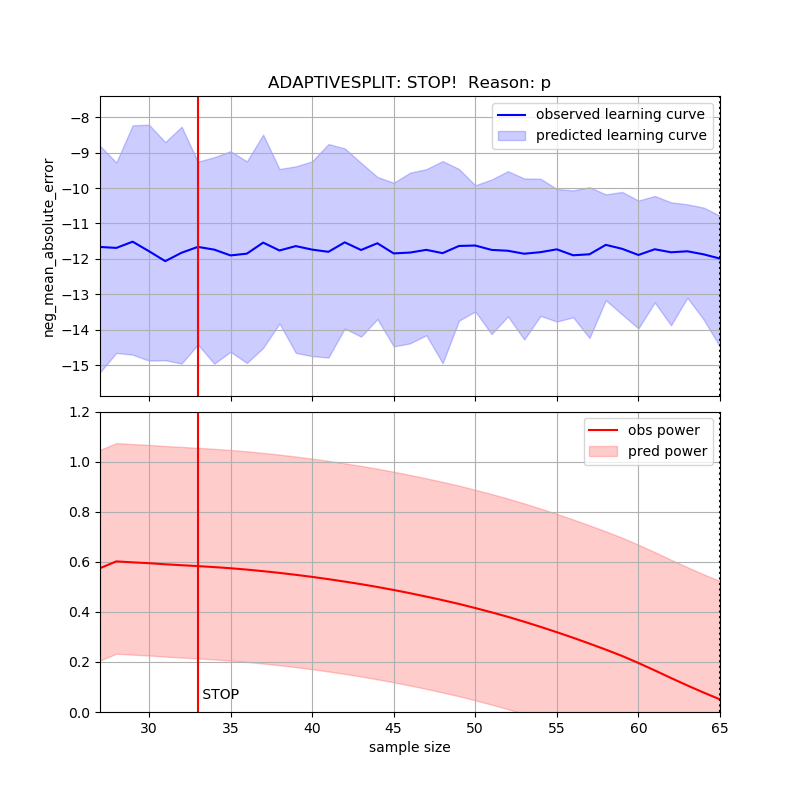 ADAPTIVESPLIT: STOP!  Reason: p
observed learning curve
predicted learning curve
neg_mean_absolute_error
−8
−9
−10
−11
−12
−13
−14
−15
obs power
pred power
1.2
1.0
0.8
0.6
0.4
0.2
0.0
STOP
30 35 40 45 50 55 60 65
sample size